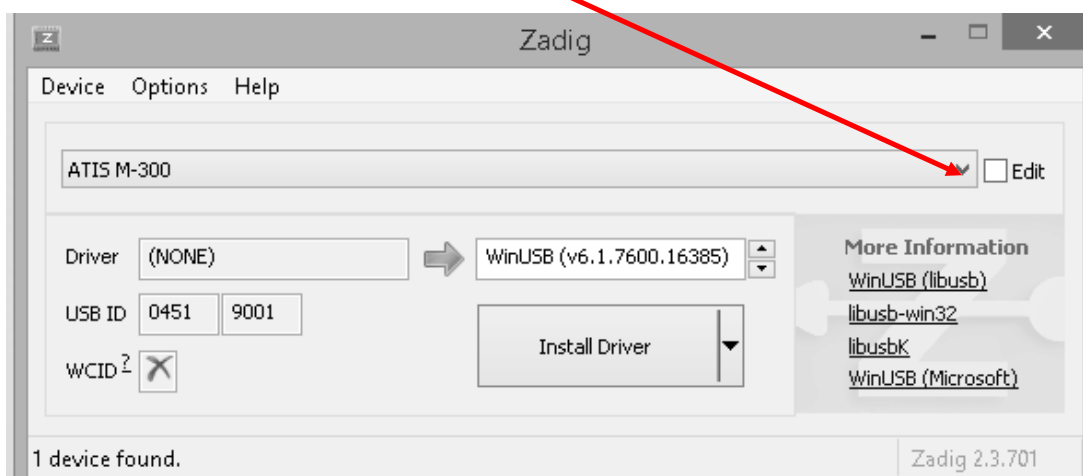 Z
Zadig
Device Options Help
ATIS M-300
Edit
Driver (NONE) WinUSB (v6.1.7600.16385)
USB ID 0451 9001
WCID ?
Install Driver
More Information
WinUSB (libusb)
libusb-win32
libusbK
WinUSB (Microsoft)
1 device found.
Zadig 2.3.701